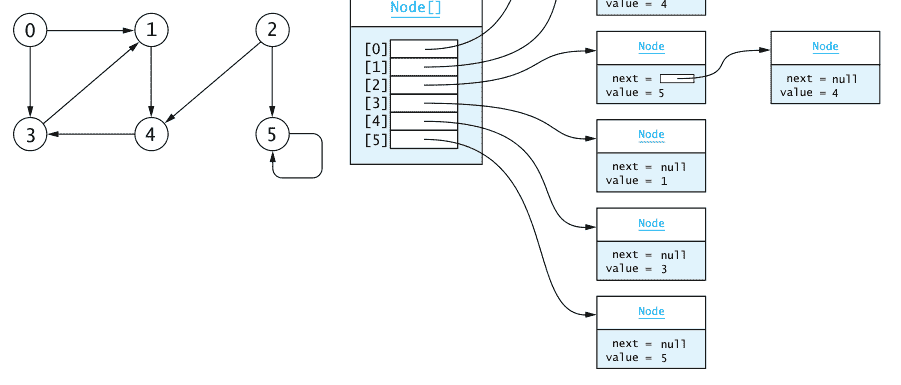 0
1
2
3
4
5
Node[]
[0]
[1]
[2]
[3]
[4]
[5]
value = 4
Node
next =
value = 5
Node
next = null
value = 4
Node
next = null
value = 1
Node
next = null
value = 3
Node
next = null
value = 5